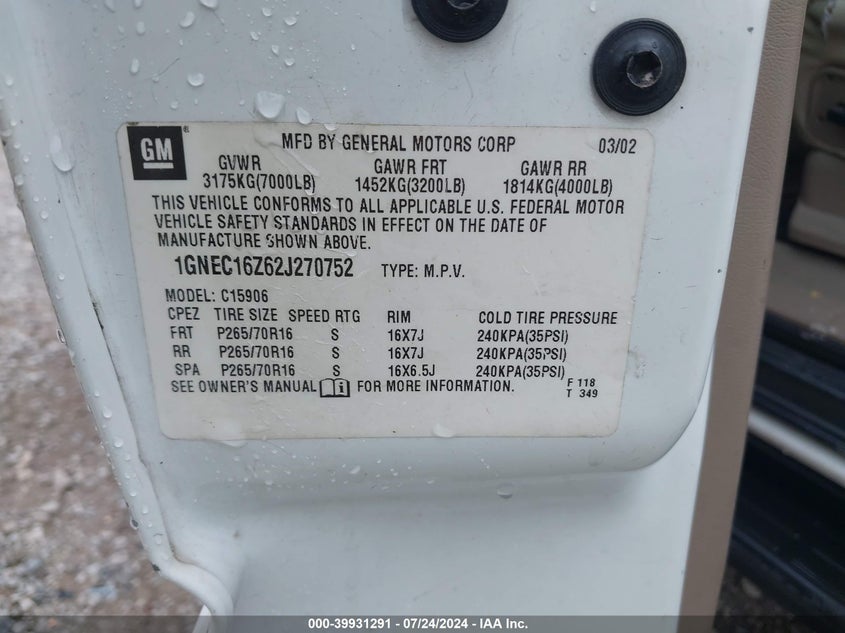 GM ®
MFD BY GENERAL MOTORS CORP 03/02
GVWR GAWR FRT GAWR RR
3175KG(7000LB) 1452KG(3200LB) 1814KG(4000LB)
THIS VEHICLE CONFORMS TO ALL APPLICABLE U.S. FEDERAL MOTOR
VEHICLE SAFETY STANDARDS IN EFFECT ON THE DATE OF
MANUFACTURE SHOWN ABOVE.
1GNEC16Z62J270752 TYPE: M.P.V.
MODEL: C15906
CPEZ TIRE SIZE SPEED RTG RIM COLD TIRE PRESSURE
FRT P265/70R16 S 16X7J 240KPA(35PSI)
RR P265/70R16 S 16X7J 240KPA(35PSI)
SPA P265/70R16 S 16X6.5J 240KPA(35PSI)
SEE OWNER'S MANUAL FOR MORE INFORMATION.
F 118
T 349
000-39931291 - 07/24/2024 - IAA Inc.